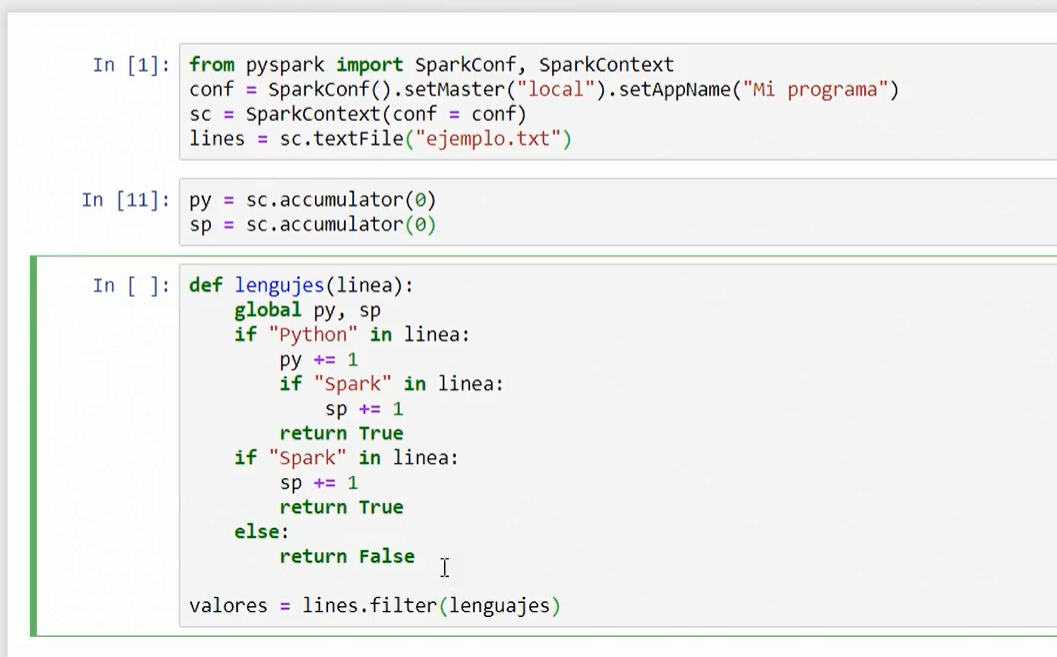 In [1]: from pyspark import SparkConf, SparkContext
conf = SparkConf().setMaster("local").setAppName("Mi programa")
sc = SparkContext(conf = conf)
lines = sc.textFile("ejemplo.txt")
In [11]: py = sc.accumulator(0)
sp = sc.accumulator(0)
In [ ]: def lengujes(linea):
    global py, sp
    if "Python" in linea:
        py += 1
        if "Spark" in linea:
            sp += 1
        return True
    if "Spark" in linea:
        sp += 1
        return True
    else:
        return False
valores = lines.filter(lenguajes)